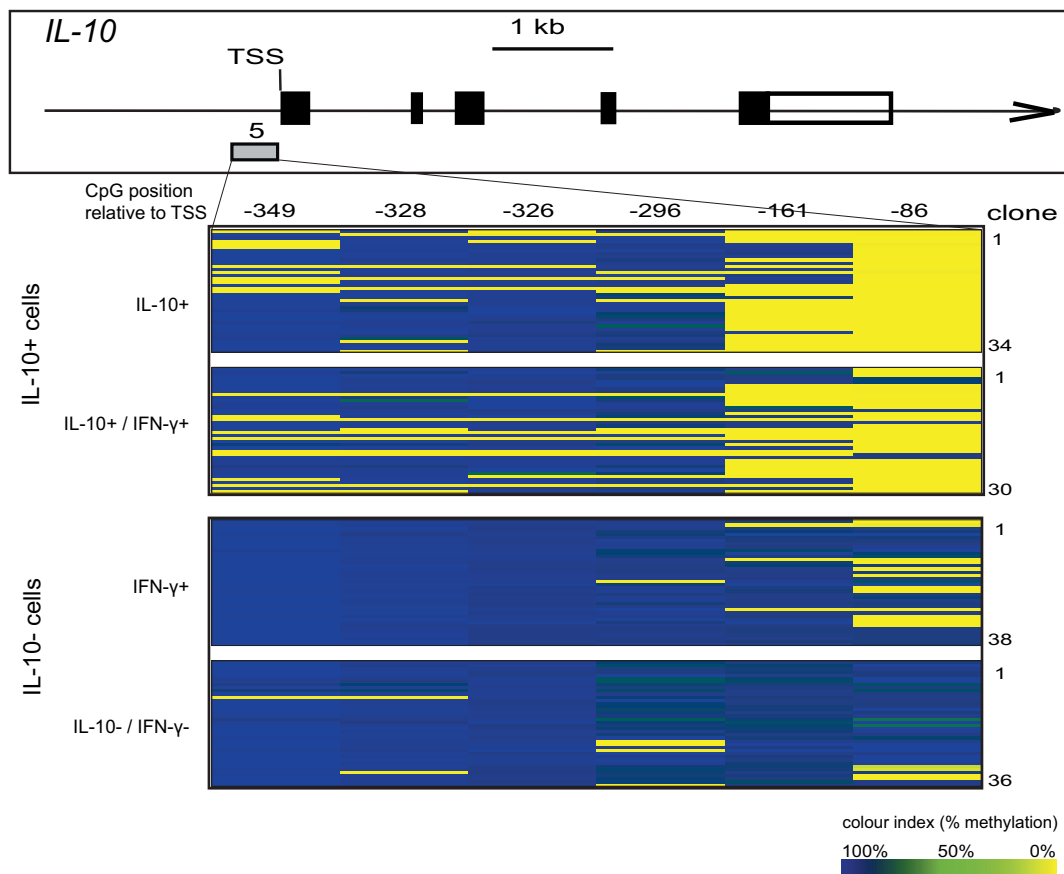 IL-10
1 kb
TSS
5
CpG position
relative to TSS
-349 -328 -326 -296 -161 -86 clone
1
IL-10+ cells
IL-10+
34
1
IL-10+ / IFN-γ+
30
1
IL-10- cells
IFN-γ+
38
1
IL-10- / IFN-γ-
36
colour index (% methylation)
100% 50% 0%